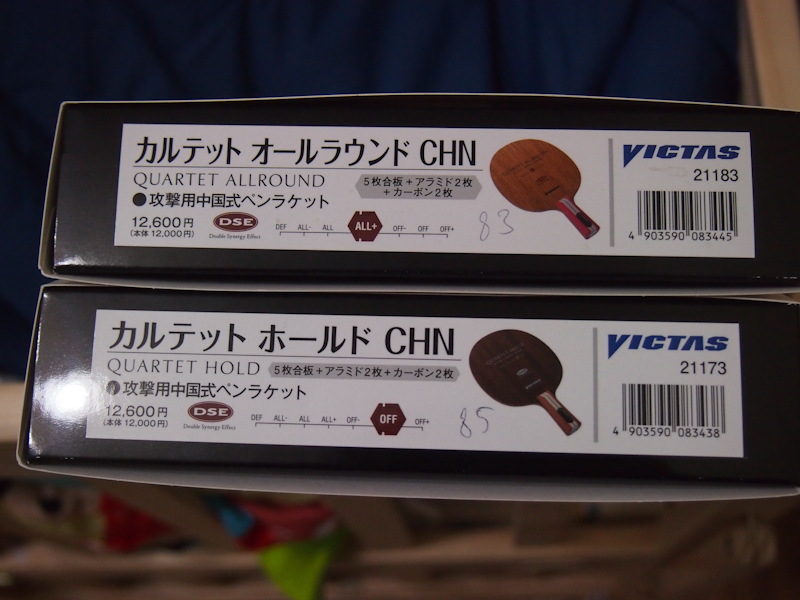 カルテット オールラウンド CHN
QUARTET ALLROUND
5枚合板+アラミド2枚
+カーボン2枚
●攻撃用中国式ペンラケット
12,600円
(本体 12,000円)
DSE
Double Synergy Effect
DEF ALL- ALL ALL+ OFF- OFF OFF+
83
VICTAS
21183
4 903590 083445
カルテット ホールド CHN
QUARTET HOLD
5枚合板+アラミド2枚+カーボン2枚
●攻撃用中国式ペンラケット
12,600円
(本体 12,000円)
DSE
Double Synergy Effect
DEF ALL- ALL ALL+ OFF- OFF OFF+
85
VICTAS
21173
4 903590 083438